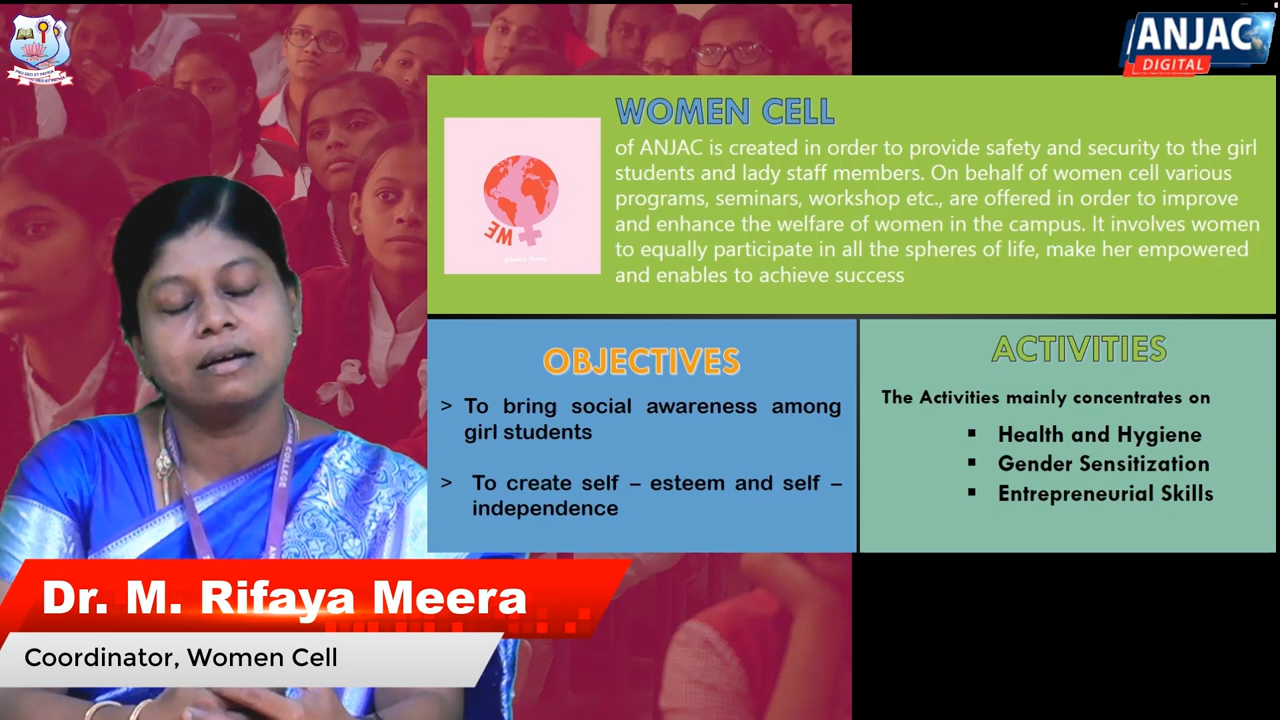 ANJAC
DIGITAL
WOMEN CELL
of ANJAC is created in order to provide safety and security to the girl
students and lady staff members. On behalf of women cell various
programs, seminars, workshop etc., are offered in order to improve
and enhance the welfare of women in the campus. It involves women
to equally participate in all the spheres of life, make her empowered
and enables to achieve success
WE
OBJECTIVES
> To bring social awareness among
girl students
> To create self – esteem and self –
independence
ACTIVITIES
The Activities mainly concentrates on
▪ Health and Hygiene
▪ Gender Sensitization
▪ Entrepreneurial Skills
COLLEGE
Dr. M. Rifaya Meera
Coordinator, Women Cell